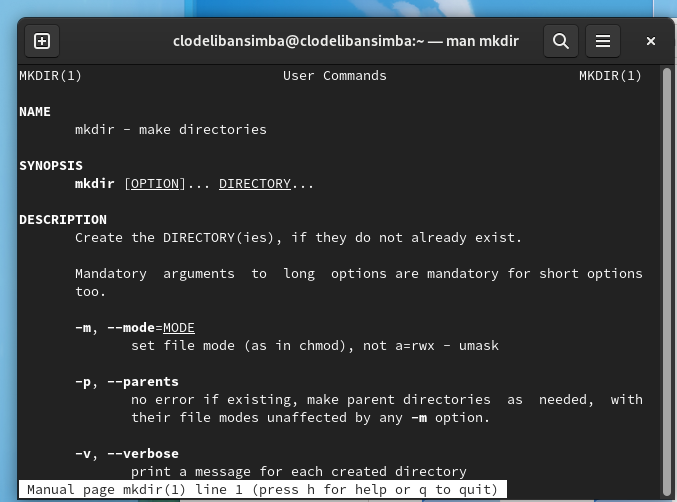 clodelibansimba@clodelibansimba:~ — man mkdir
MKDIR(1) User Commands MKDIR(1)
NAME
mkdir - make directories
SYNOPSIS
mkdir [OPTION]... DIRECTORY...
DESCRIPTION
Create the DIRECTORY(ies), if they do not already exist.
Mandatory arguments to long options are mandatory for short options
too.
-m, --mode=MODE
set file mode (as in chmod), not a=rwx - umask
-p, --parents
no error if existing, make parent directories as needed, with
their file modes unaffected by any -m option.
-v, --verbose
print a message for each created directory
Manual page mkdir(1) line 1 (press h for help or q to quit)